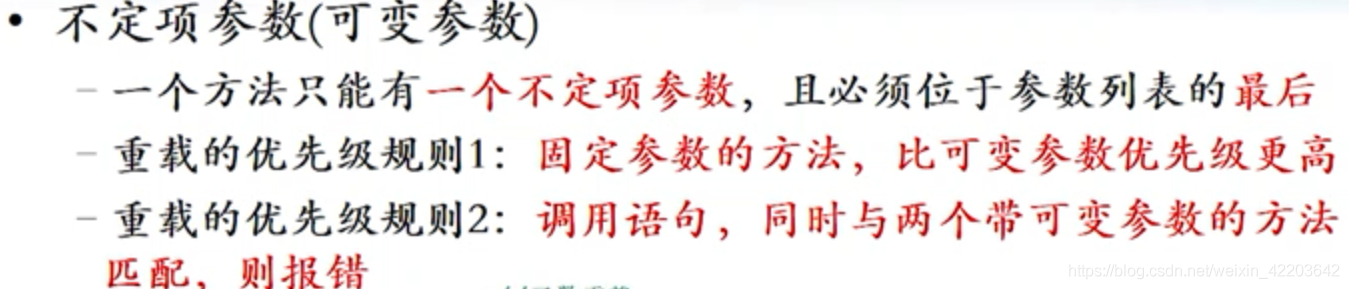 • 不定项参数(可变参数)
– 一个方法只能有一个不定项参数，且必须位于参数列表的最后
– 重载的优先级规则1：固定参数的方法，比可变参数优先级更高
– 重载的优先级规则2：调用语句，同时与两个带可变参数的方法
匹配，则报错
https://blog.csdn.net/weixin_42203642